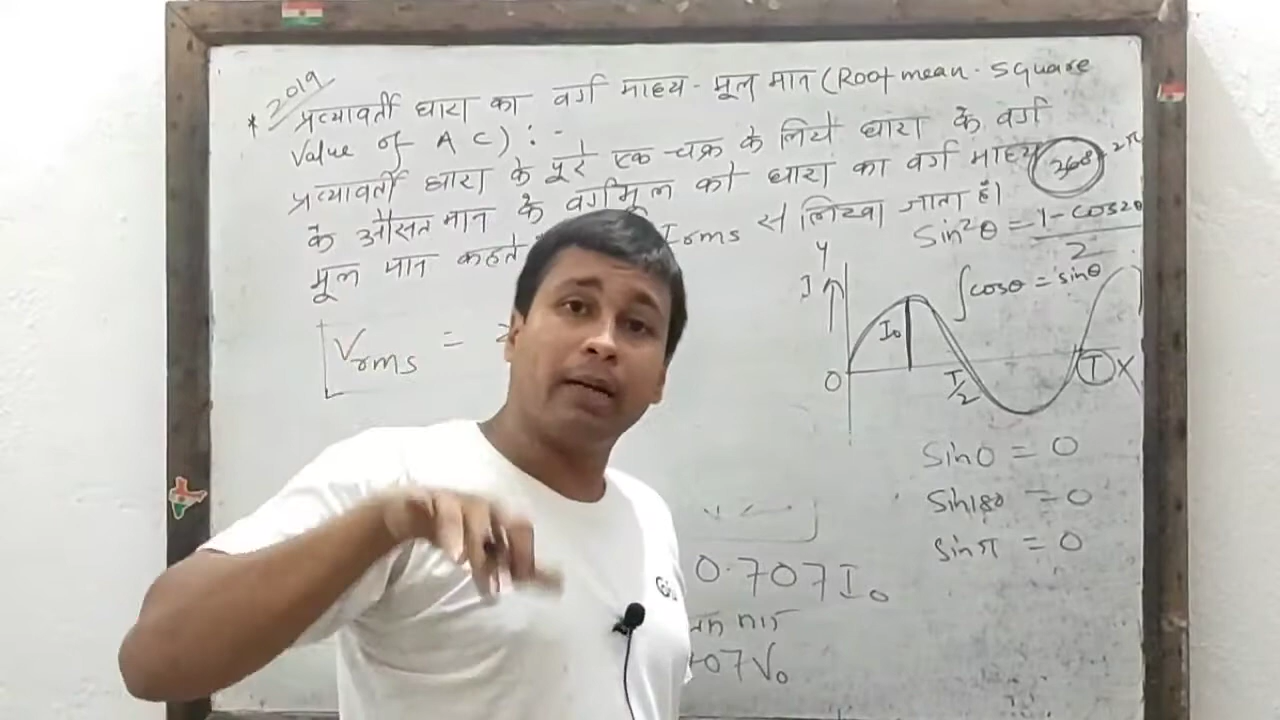 2019
* प्रत्यावर्ती धारा का वर्ग माध्य - मूल मान (Root mean - square
Value of A C) : -
प्रत्यावर्ती धारा के पूरे एक चक्र के लिये धारा के वर्ग
के औसत मान के वर्गमूल को धारा का वर्ग माध्य
मूल मान कहते Irms से लिखा जाता है।
360° 2π
Sin²θ = 1 - cos2θ / 2
∫cosθ = sinθ
Y
I
I₀
O
T/2
T
X
Vrms =
sin0 = 0
sin180 = 0
sinπ = 0
0.707 I₀
07 V₀